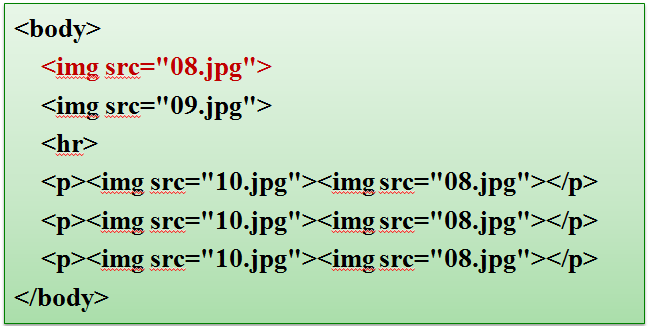 <body>
<img src="08.jpg">
<img src="09.jpg">
<hr>
<p><img src="10.jpg"><img src="08.jpg"></p>
<p><img src="10.jpg"><img src="08.jpg"></p>
<p><img src="10.jpg"><img src="08.jpg"></p>
</body>